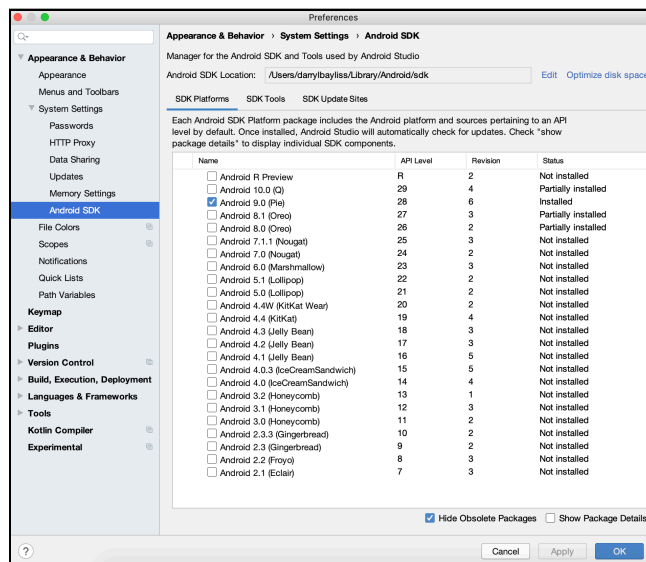 Preferences
Appearance & Behavior
Appearance
Menus and Toolbars
System Settings
Passwords
HTTP Proxy
Data Sharing
Updates
Memory Settings
Android SDK
File Colors
Scopes
Notifications
Quick Lists
Path Variables
Keymap
Editor
Plugins
Version Control
Build, Execution, Deployment
Languages & Frameworks
Tools
Kotlin Compiler
Experimental
Appearance & Behavior › System Settings › Android SDK
Manager for the Android SDK and Tools used by Android Studio
Android SDK Location: /Users/darrylbayliss/Library/Android/sdk Edit Optimize disk space
SDK Platforms SDK Tools SDK Update Sites
Each Android SDK Platform package includes the Android platform and sources pertaining to an API
level by default. Once installed, Android Studio will automatically check for updates. Check "show
package details" to display individual SDK components.
Name API Level Revision Status
Android R Preview R 2 Not installed
Android 10.0 (Q) 29 4 Partially installed
Android 9.0 (Pie) 28 6 Installed
Android 8.1 (Oreo) 27 3 Partially installed
Android 8.0 (Oreo) 26 2 Partially installed
Android 7.1.1 (Nougat) 25 3 Not installed
Android 7.0 (Nougat) 24 2 Not installed
Android 6.0 (Marshmallow) 23 3 Not installed
Android 5.1 (Lollipop) 22 2 Not installed
Android 5.0 (Lollipop) 21 2 Not installed
Android 4.4W (KitKat Wear) 20 2 Not installed
Android 4.4 (KitKat) 19 4 Not installed
Android 4.3 (Jelly Bean) 18 3 Not installed
Android 4.2 (Jelly Bean) 17 3 Not installed
Android 4.1 (Jelly Bean) 16 5 Not installed
Android 4.0.3 (IceCreamSandwich) 15 5 Not installed
Android 4.0 (IceCreamSandwich) 14 4 Not installed
Android 3.2 (Honeycomb) 13 1 Not installed
Android 3.1 (Honeycomb) 12 3 Not installed
Android 3.0 (Honeycomb) 11 2 Not installed
Android 2.3.3 (Gingerbread) 10 2 Not installed
Android 2.3 (Gingerbread) 9 2 Not installed
Android 2.2 (Froyo) 8 3 Not installed
Android 2.1 (Eclair) 7 3 Not installed
Hide Obsolete Packages Show Package Details
? Cancel Apply OK